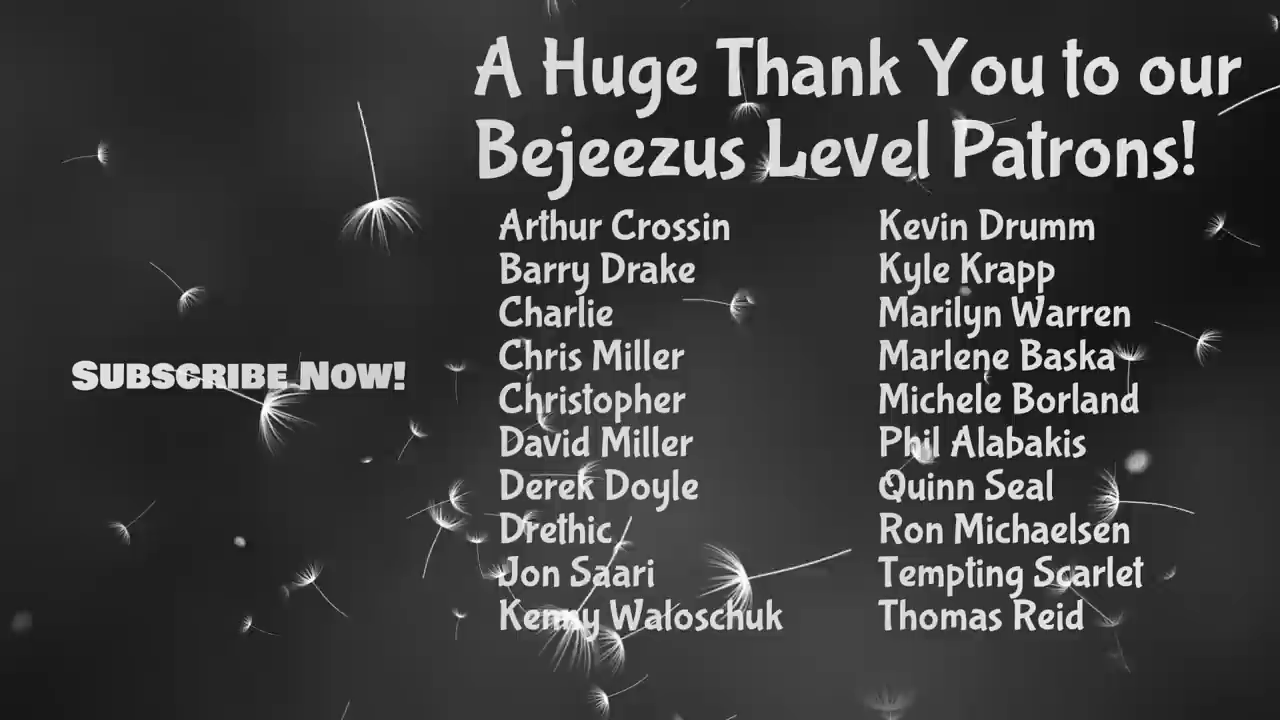 A Huge Thank You to our
Bejeezus Level Patrons!
Arthur Crossin
Barry Drake
Charlie
Chris Miller
Christopher
David Miller
Derek Doyle
Drethic
Jon Saari
Kenny Waloschuk
Kevin Drumm
Kyle Krapp
Marilyn Warren
Marlene Baska
Michele Borland
Phil Alabakis
Quinn Seal
Ron Michaelsen
Tempting Scarlet
Thomas Reid
Subscribe Now!